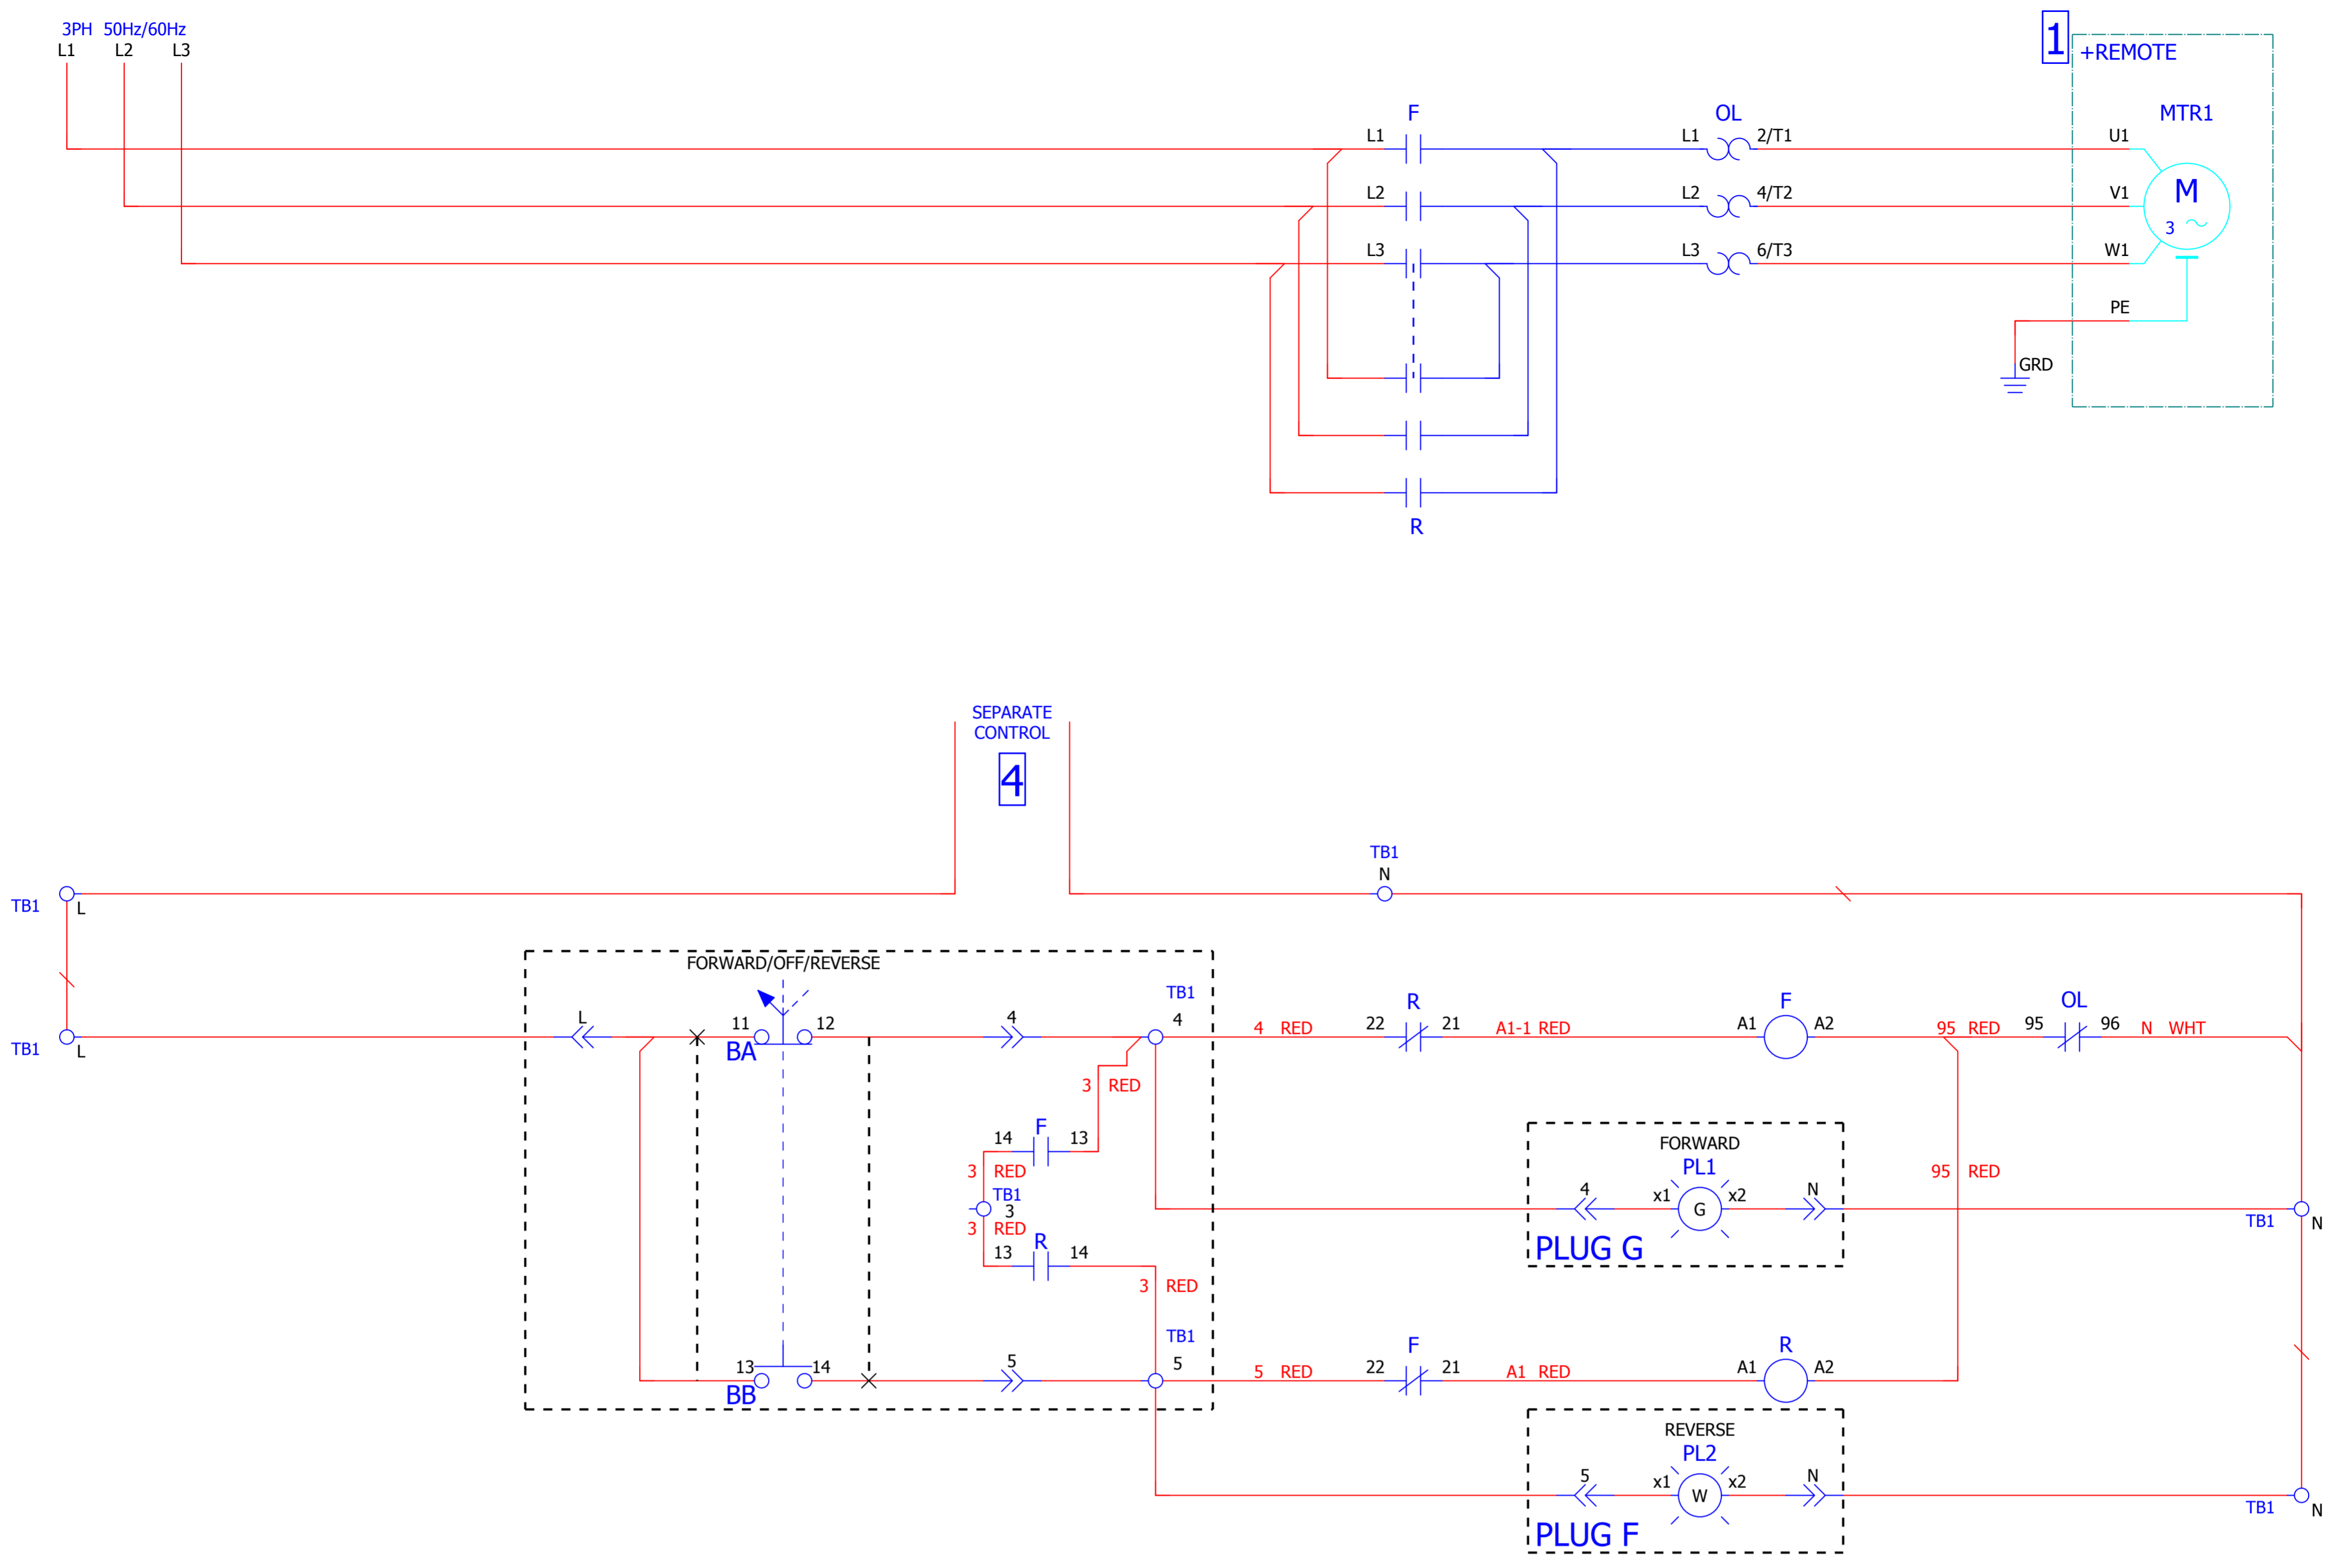 3PH 50Hz/60Hz
L1 L2 L3
1
+REMOTE
F OL MTR1
L1 L1 2/T1 U1
M
L2 L2 4/T2 V1
3
L3 L3 6/T3 W1
PE
GRD
R
SEPARATE
CONTROL
4
TB1
N
TB1 L
FORWARD/OFF/REVERSE
TB1
L 11 12 4 4
BA
4 RED 22 R 21 A1-1 RED A1 F A2 95 RED 95 OL 96 N WHT
TB1 L
3 RED
F
14 13
3 RED
TB1
3
3 RED
R
13 14
3 RED
FORWARD
PL1
4 x1 G x2 N
PLUG G
95 RED
TB1 N
TB1
13 14 5 5
BB
5 RED 22 F 21 A1 RED A1 R A2
REVERSE
PL2
5 x1 W x2 N
PLUG F
TB1 N